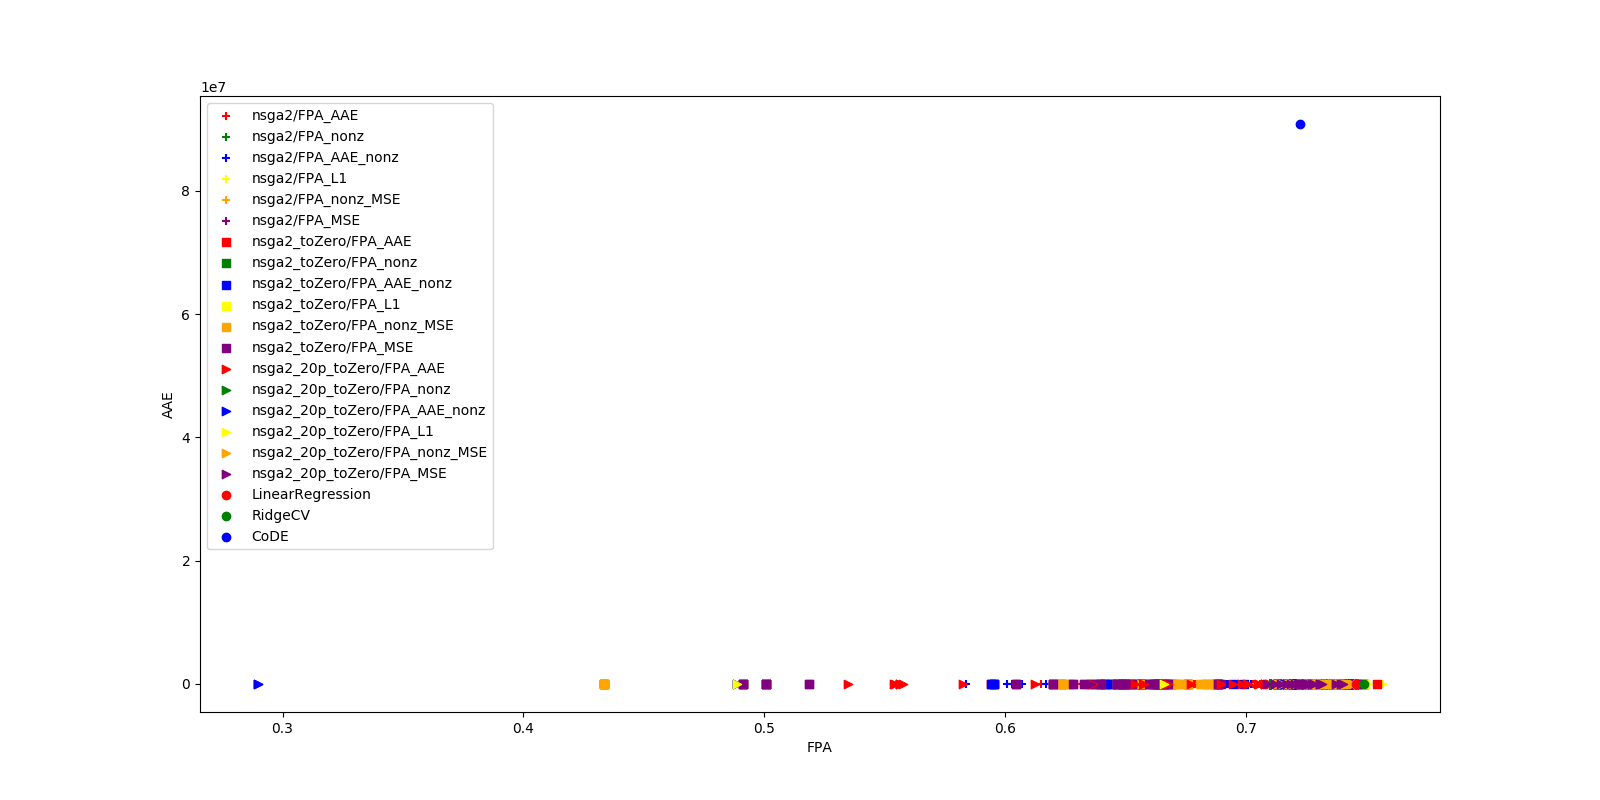 1e7
nsga2/FPA_AAE
nsga2/FPA_nonz
nsga2/FPA_AAE_nonz
nsga2/FPA_L1
nsga2/FPA_nonz_MSE
nsga2/FPA_MSE
nsga2_toZero/FPA_AAE
nsga2_toZero/FPA_nonz
nsga2_toZero/FPA_AAE_nonz
nsga2_toZero/FPA_L1
nsga2_toZero/FPA_nonz_MSE
nsga2_toZero/FPA_MSE
nsga2_20p_toZero/FPA_AAE
nsga2_20p_toZero/FPA_nonz
nsga2_20p_toZero/FPA_AAE_nonz
nsga2_20p_toZero/FPA_L1
nsga2_20p_toZero/FPA_nonz_MSE
nsga2_20p_toZero/FPA_MSE
LinearRegression
RidgeCV
CoDE
8
6
4
2
0
AAE
0.3 0.4 0.5 0.6 0.7
FPA